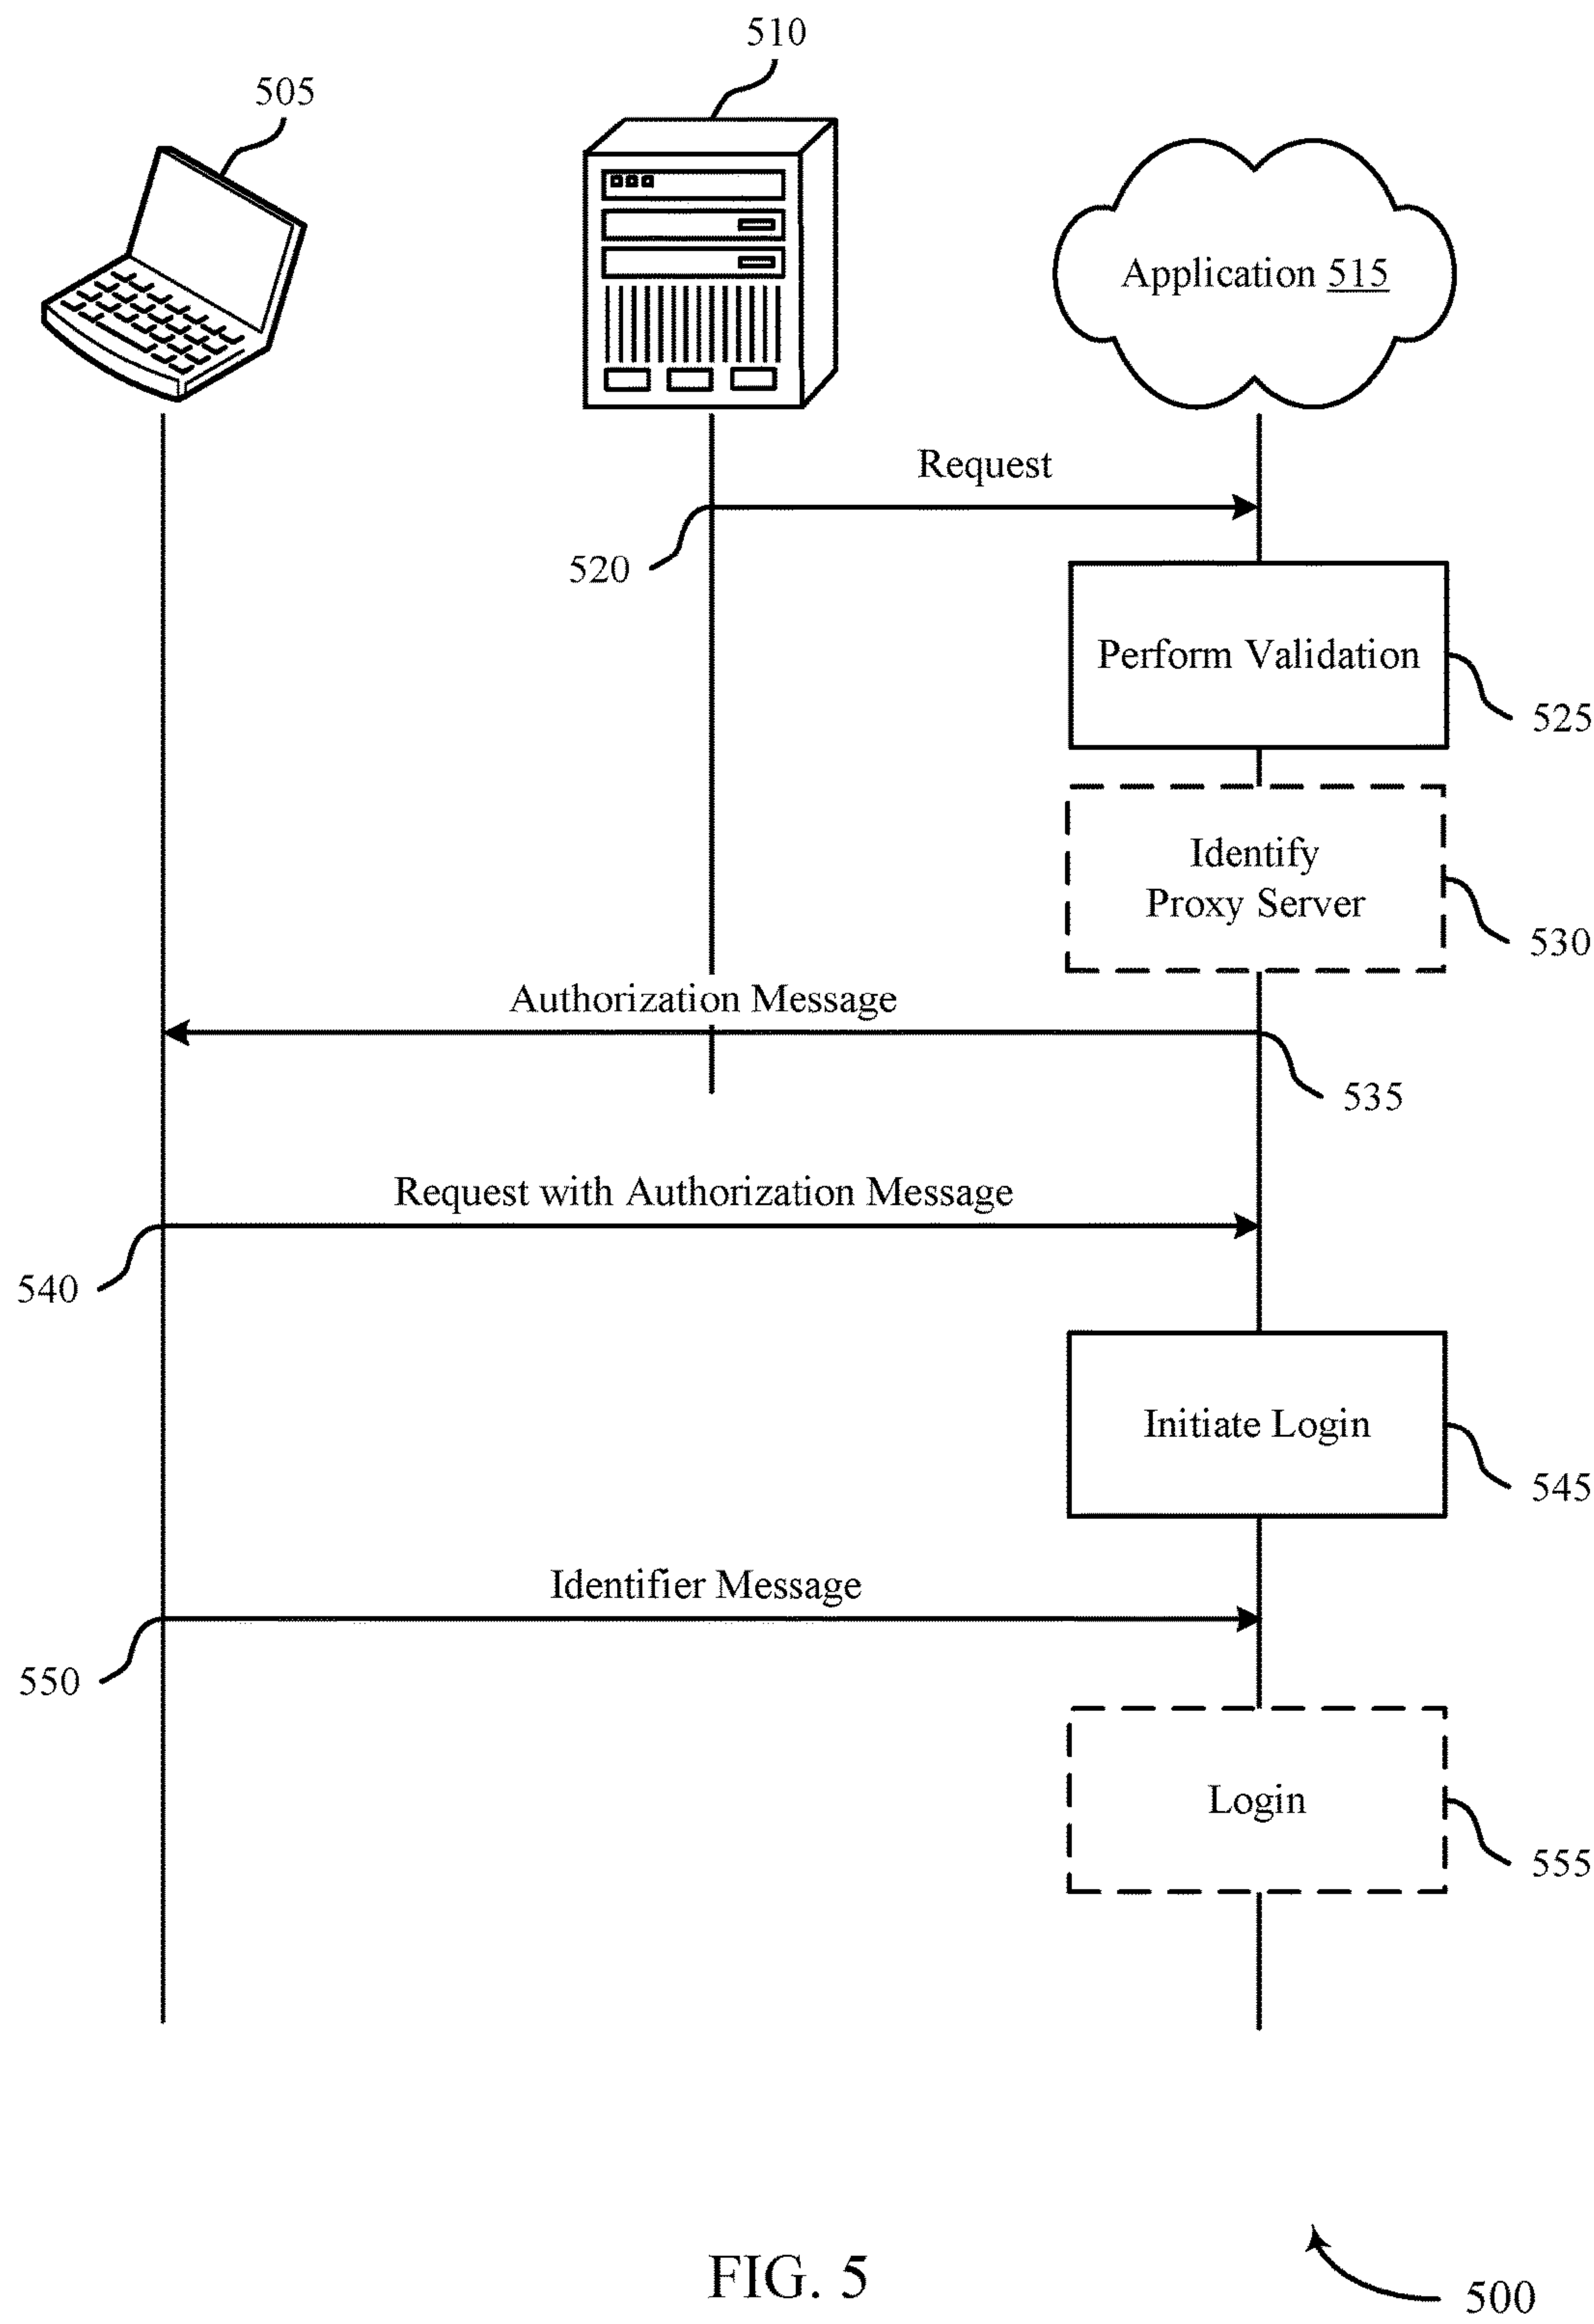 510
505
Application 515
Request
520
Perform Validation
525
Identify
Proxy Server
530
Authorization Message
535
Request with Authorization Message
540
Initiate Login
545
Identifier Message
550
Login
555
FIG. 5
500